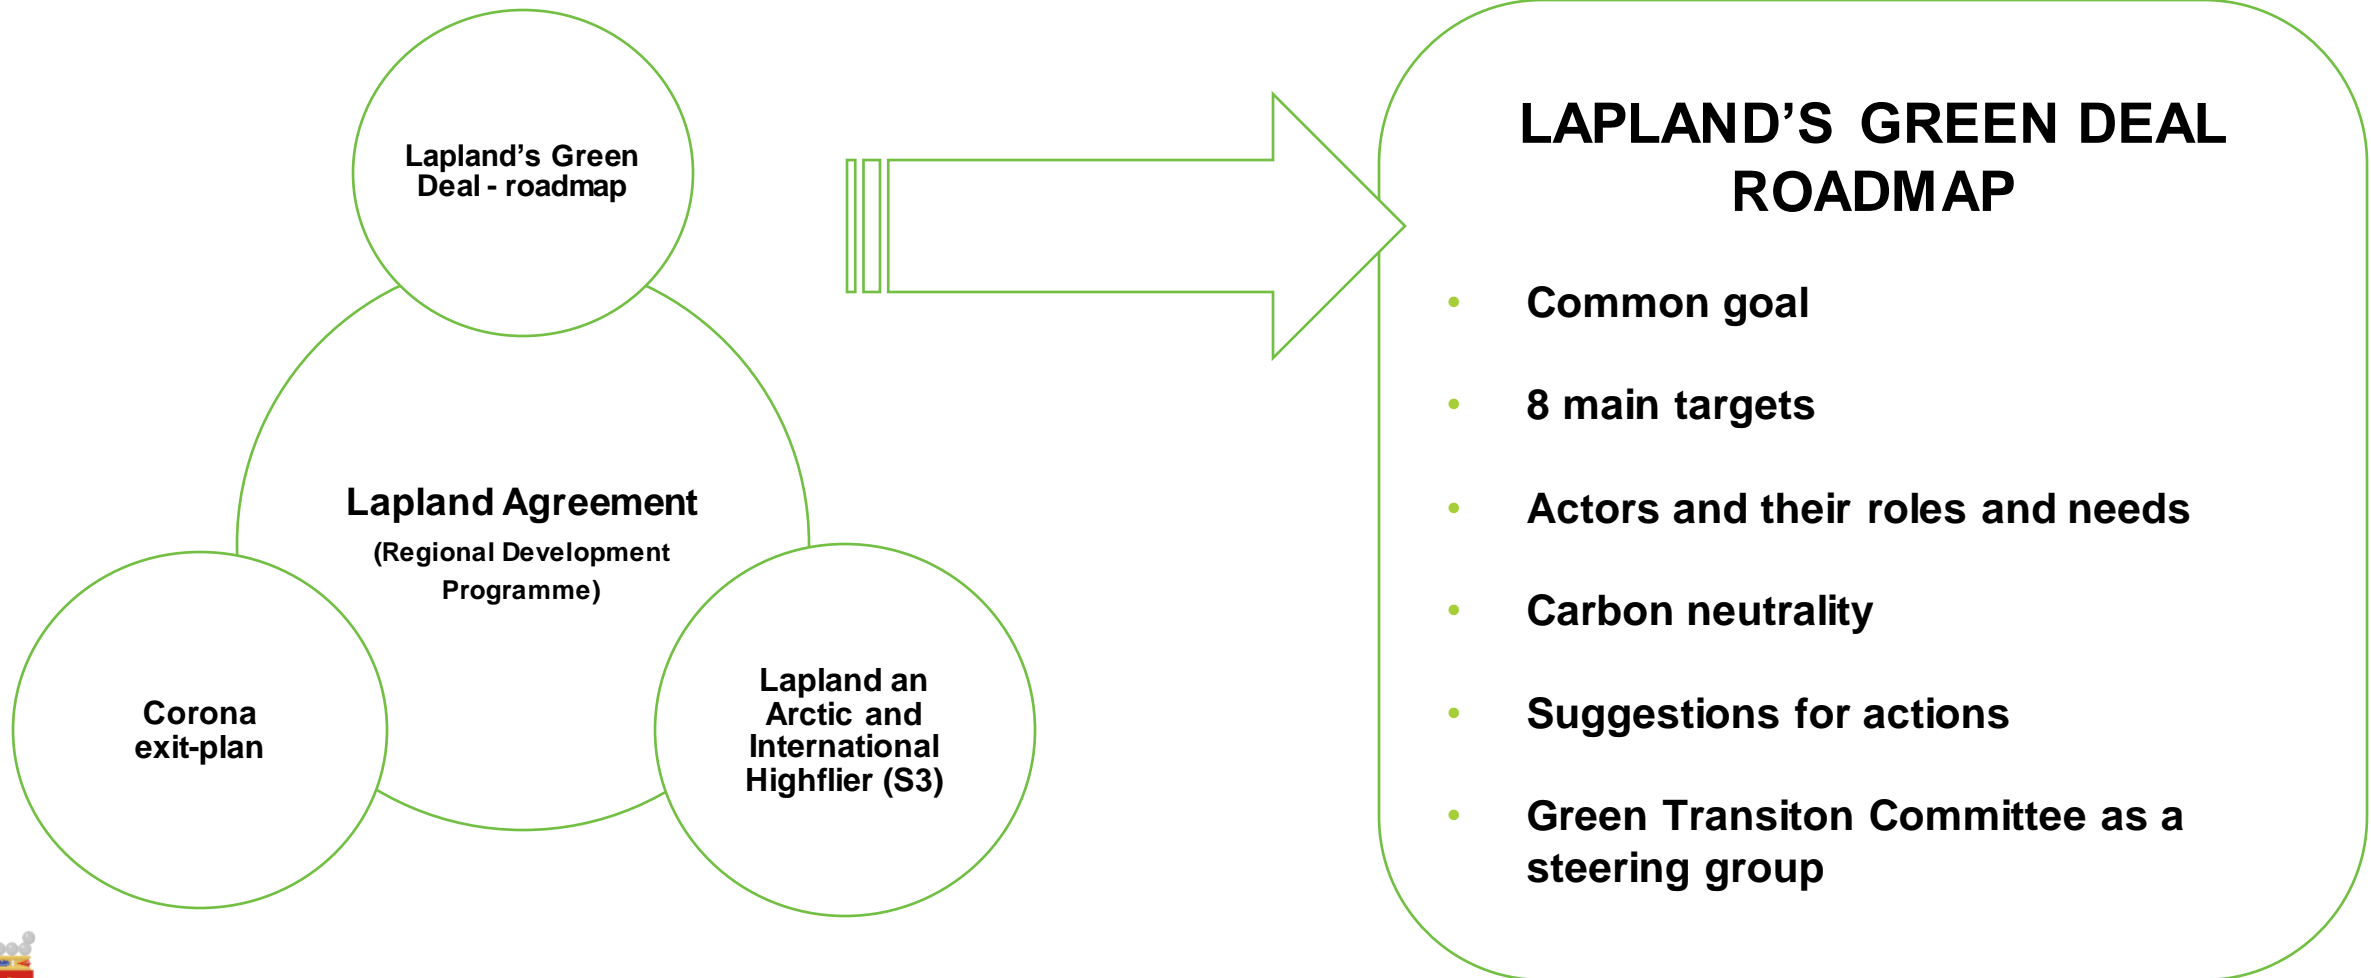 Lapland’s Green
Deal - roadmap
Lapland Agreement
(Regional Development
Programme)
Corona
exit-plan
Lapland an
Arctic and
International
Highflier (S3)
LAPLAND’S GREEN DEAL
ROADMAP
• Common goal
• 8 main targets
• Actors and their roles and needs
• Carbon neutrality
• Suggestions for actions
• Green Transiton Committee as a
steering group